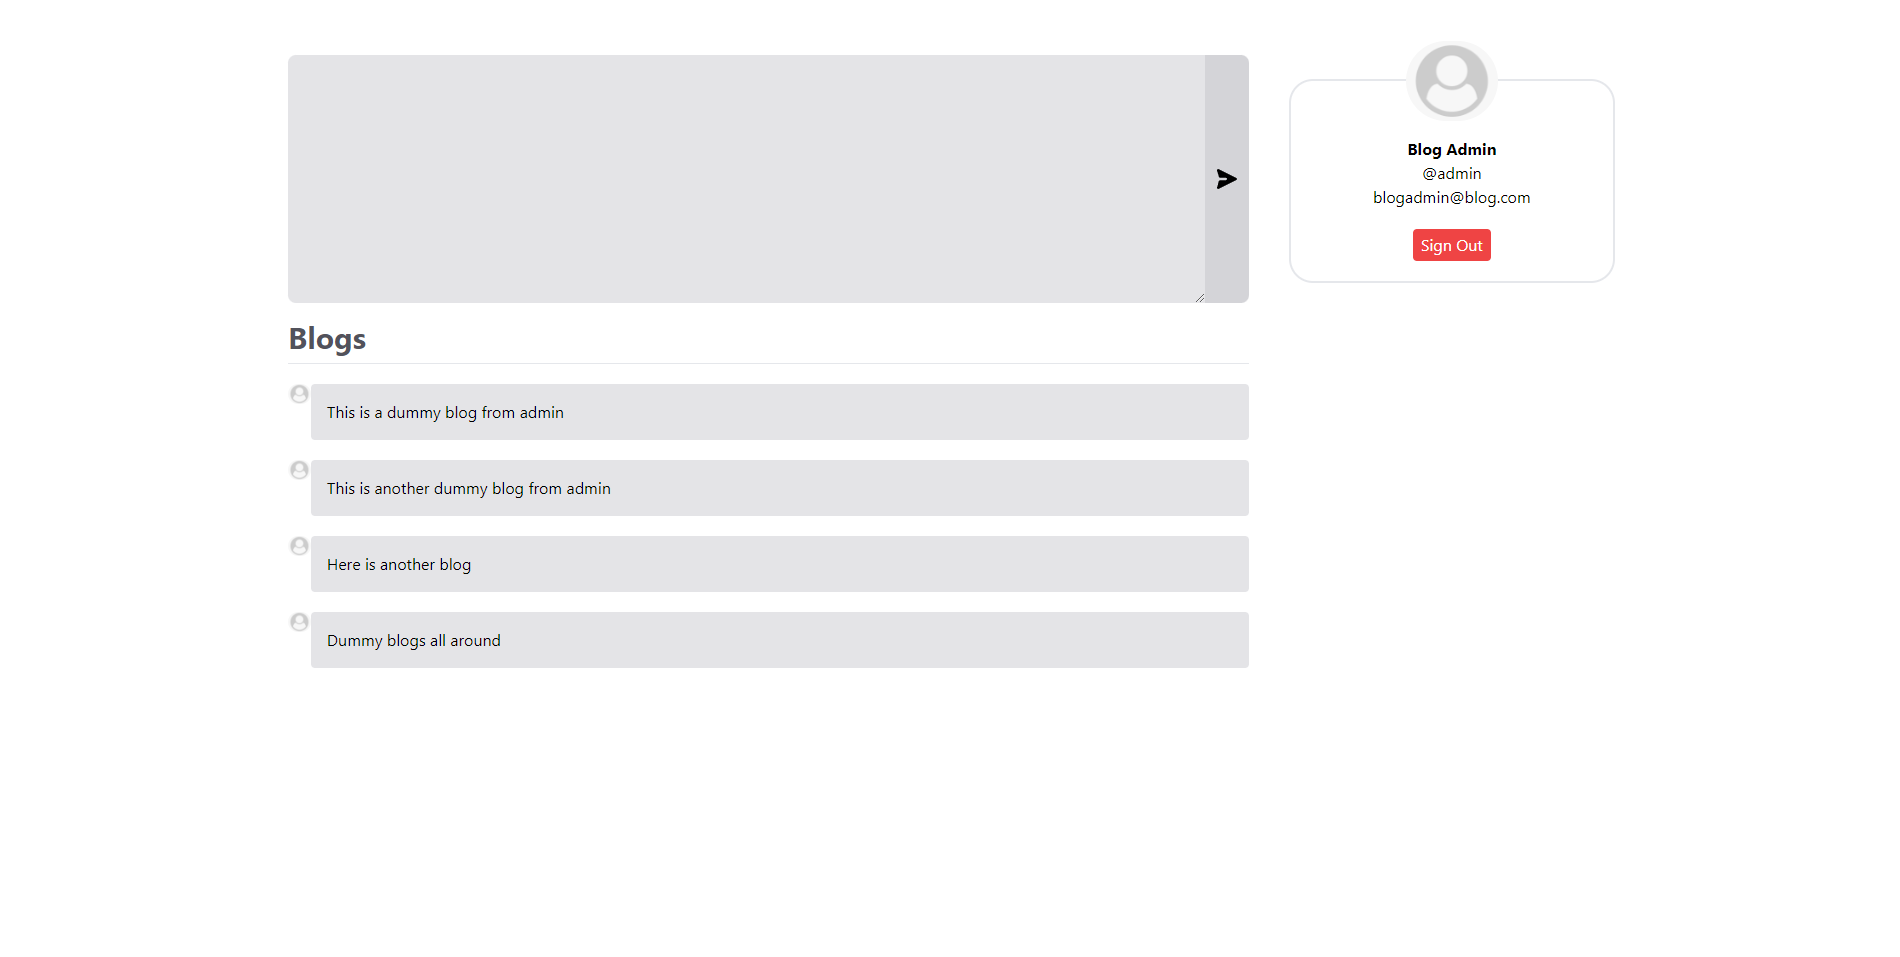 Blog Admin
@admin
blogadmin@blog.com
Sign Out
Blogs
This is a dummy blog from admin
This is another dummy blog from admin
Here is another blog
Dummy blogs all around